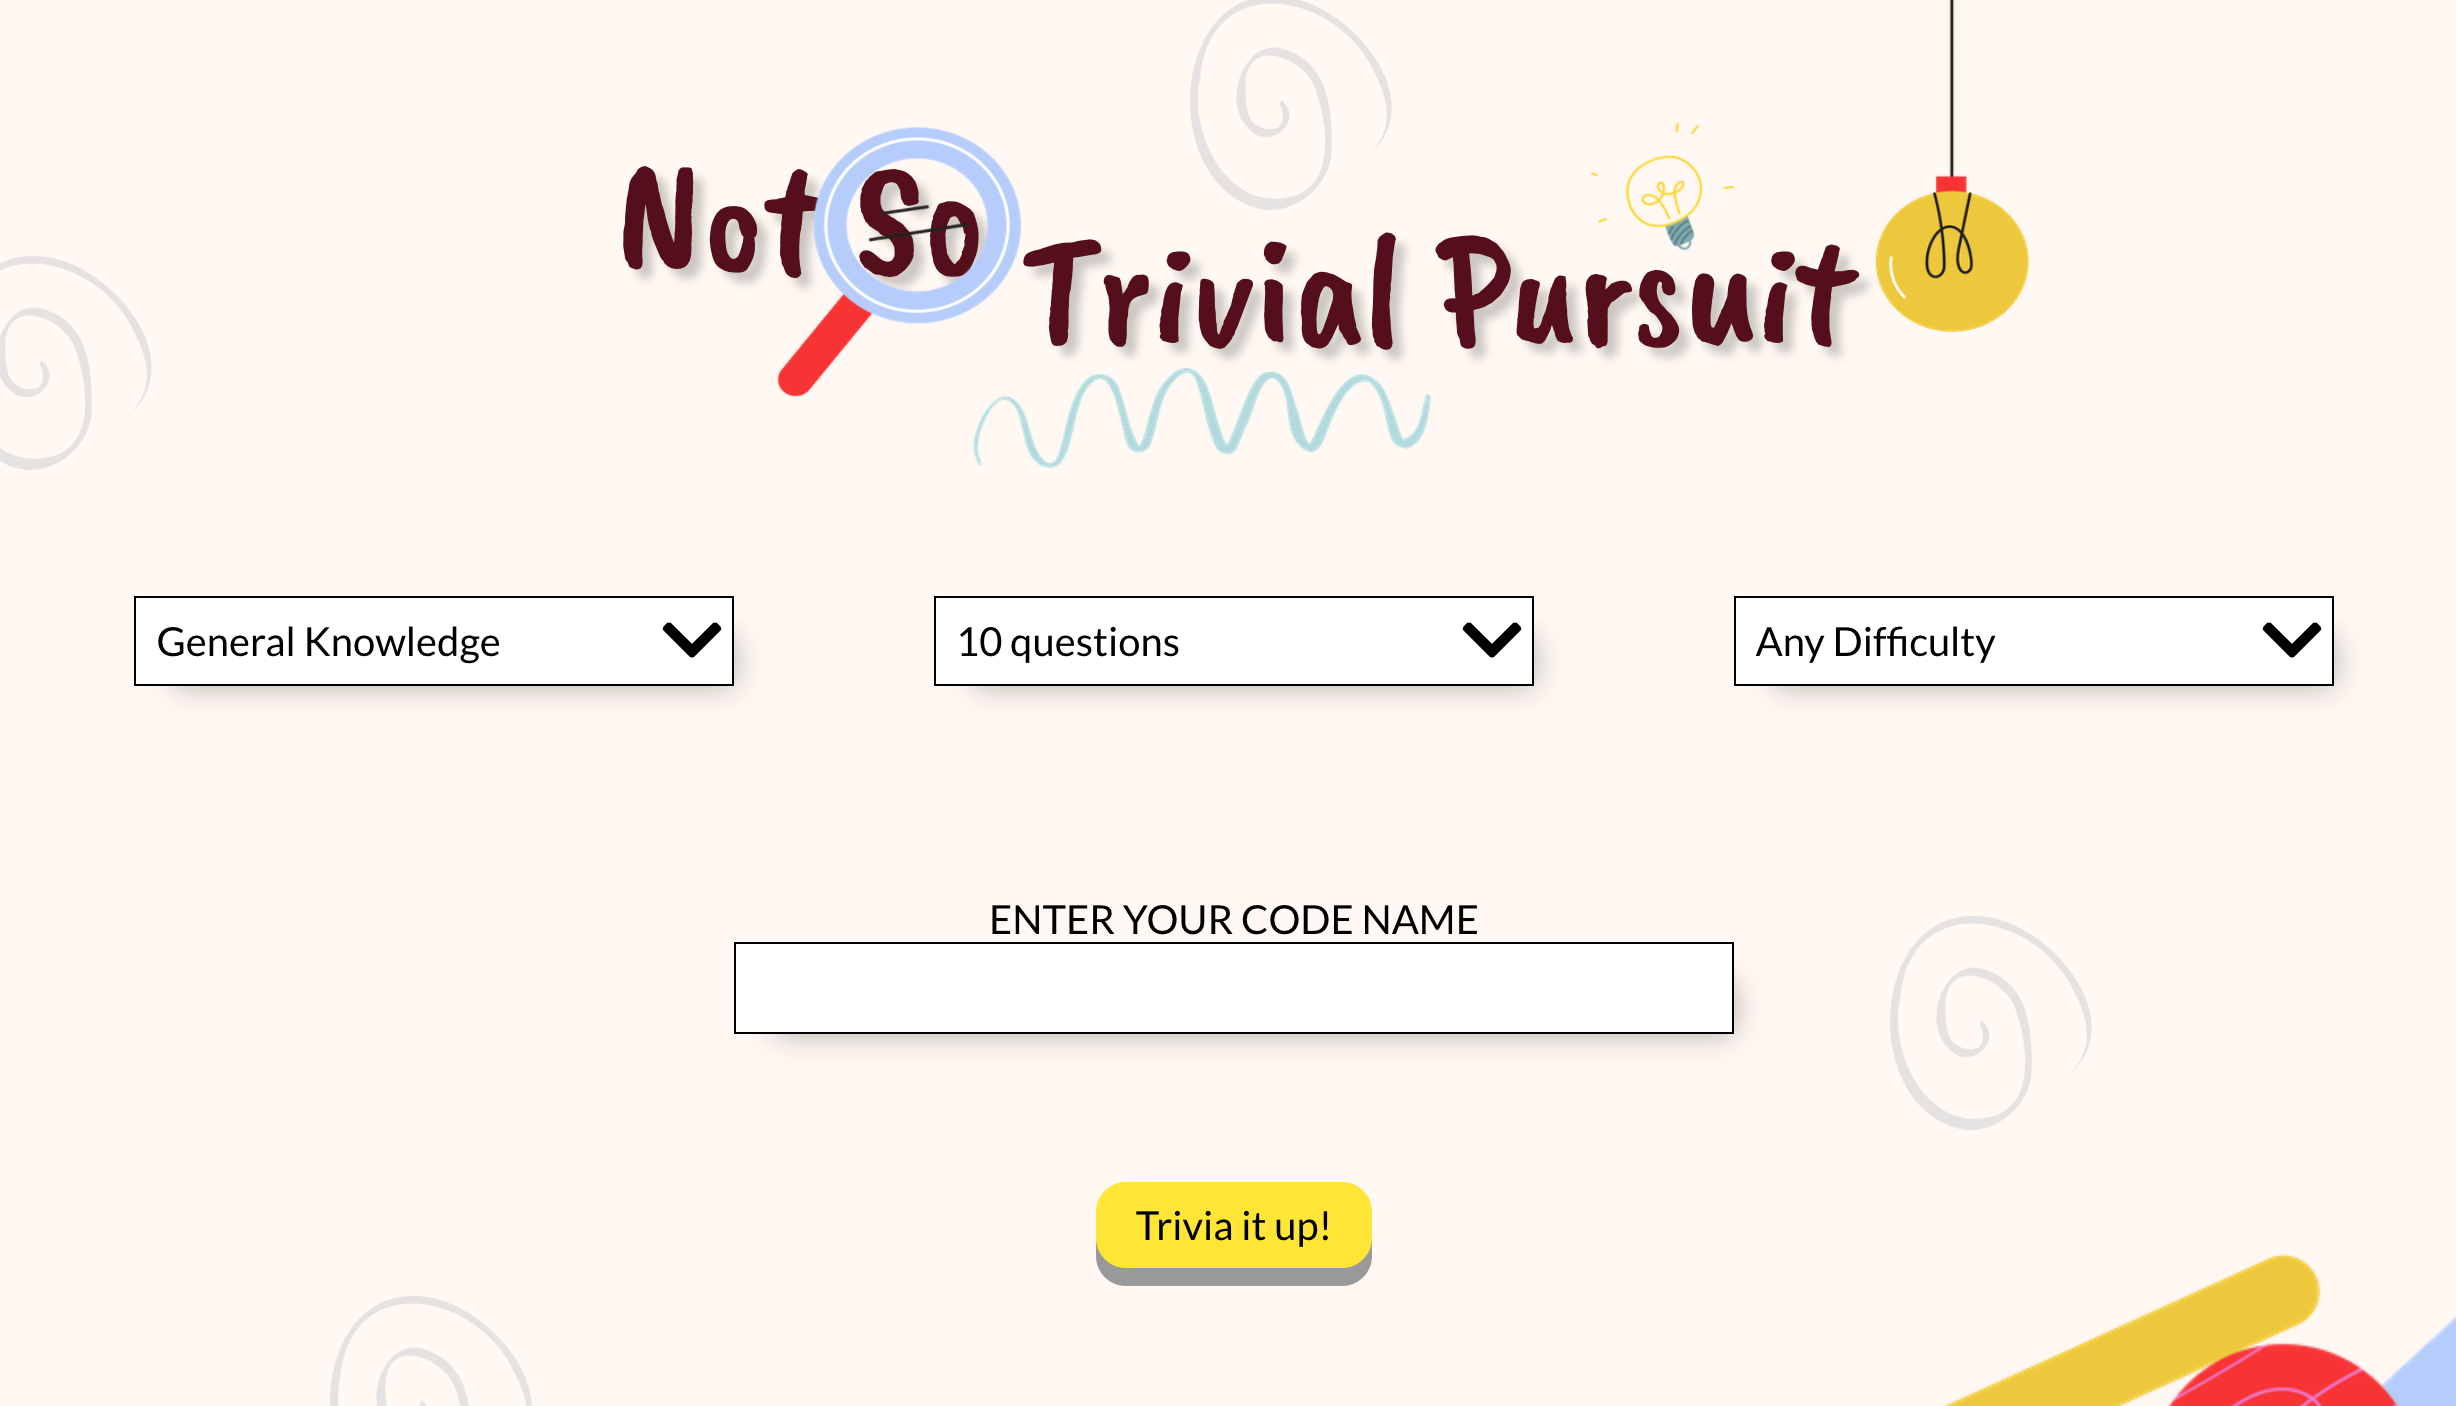 Not So Trivial Pursuit
General Knowledge
10 questions
Any Difficulty
ENTER YOUR CODE NAME
Trivia it up!